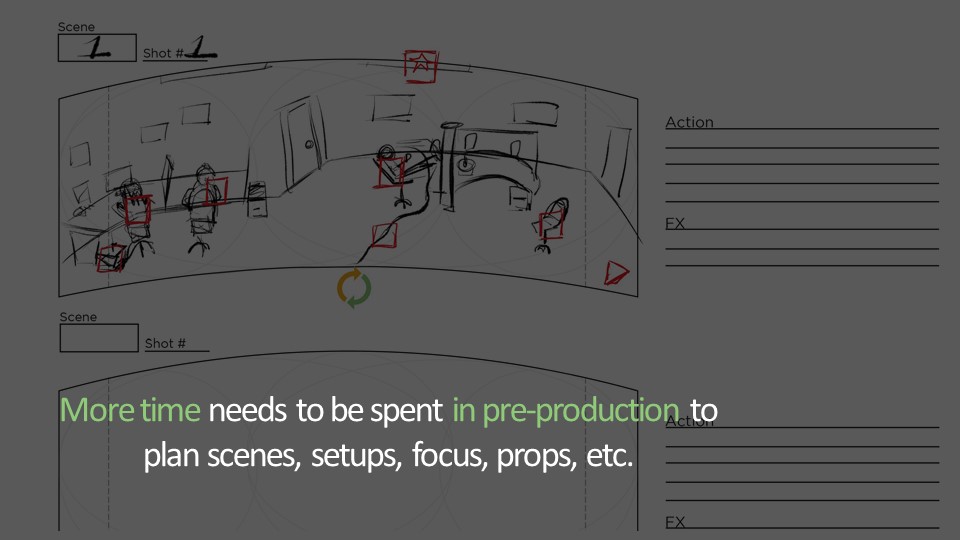 Scene
1
Shot # 1
Action
FX
Scene
Shot #
More time needs to be spent in pre-production to
plan scenes, setups, focus, props, etc.
Action
FX